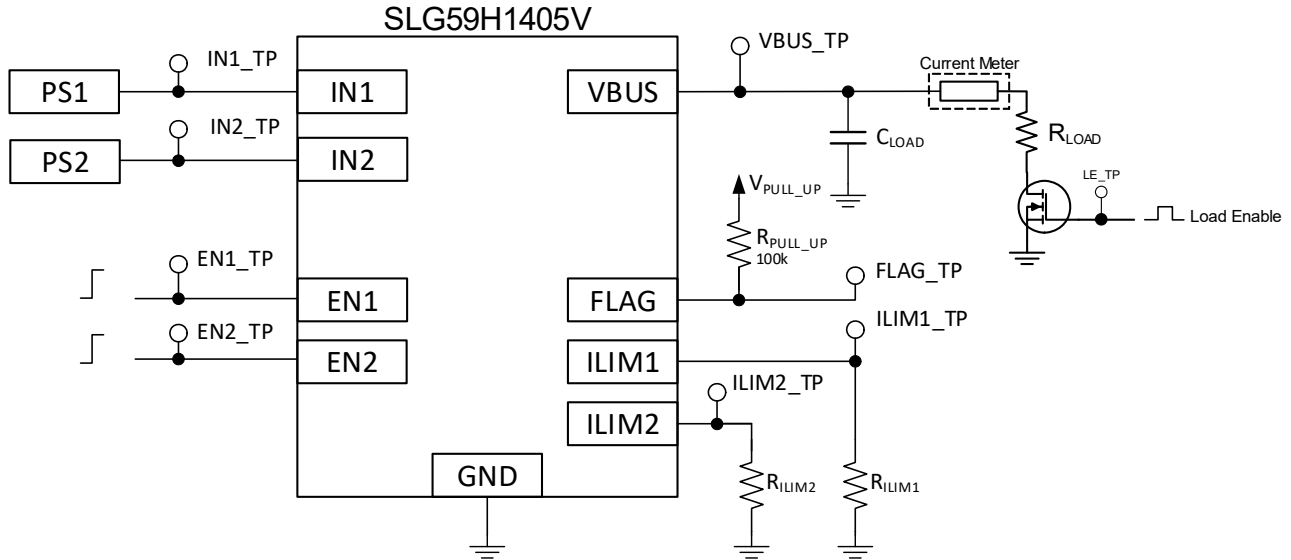 SLG59H1405V
IN1_TP
VBUS_TP
Current Meter
PS1
IN1
VBUS
IN2_TP
PS2
IN2
CLOAD
RLOAD
VPULL_UP
LE_TP
Load Enable
RPULL_UP
100k
EN1_TP
FLAG_TP
EN1
FLAG
EN2_TP
ILIM1_TP
EN2
ILIM1
ILIM2_TP
ILIM2
GND
RILIM2
RILIM1